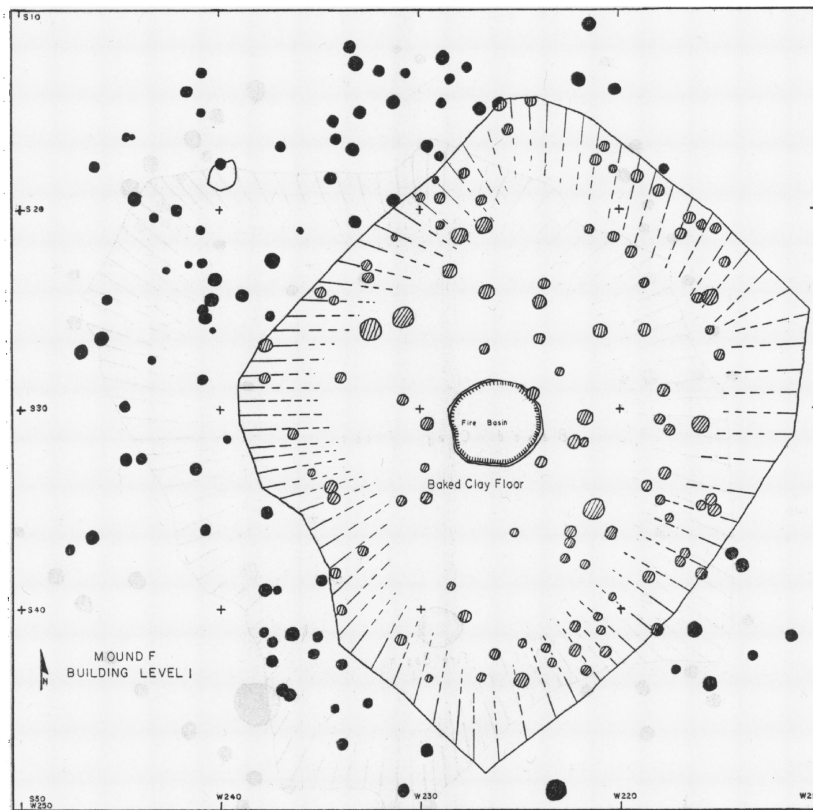 S10
S20
S30
Fire Basin
Baked Clay Floor
S40
MOUND F
BUILDING LEVEL I
N
S50
W250 W240 W230 W220